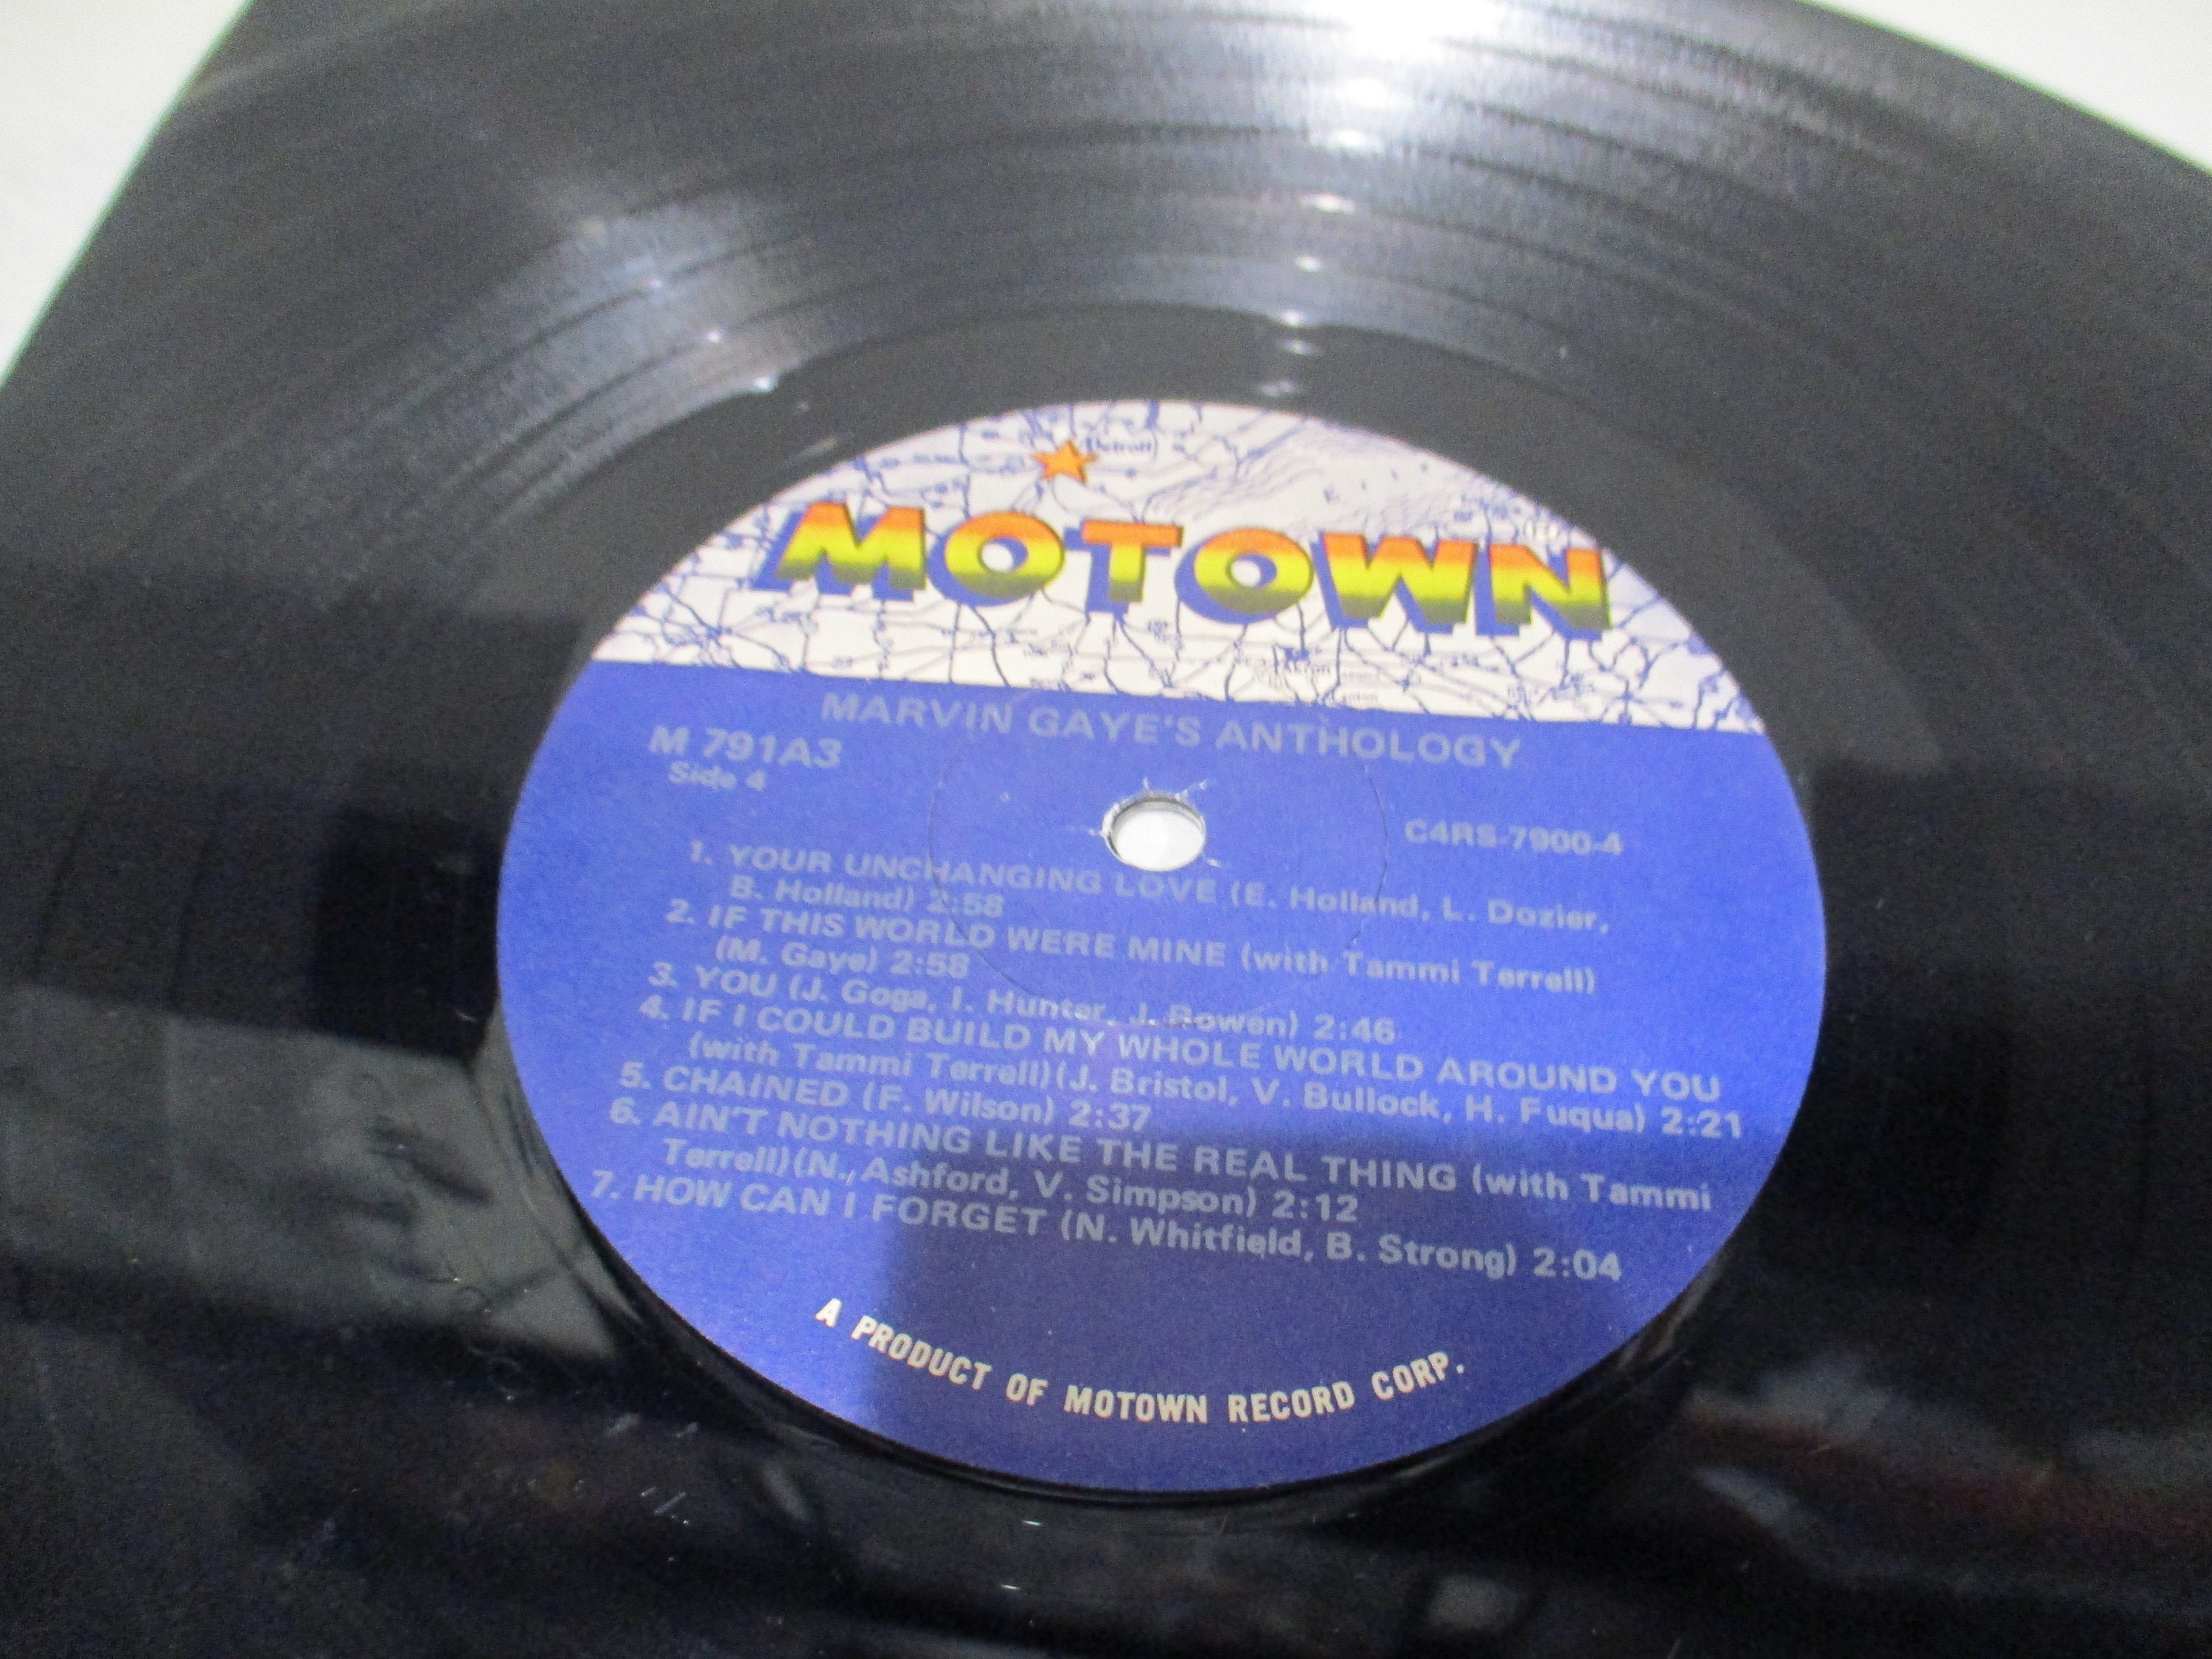 Detroit
MOTOWN
Akron
MARVIN GAYE'S ANTHOLOGY
M 791A3
Side 4
C4RS-7900-4
1. YOUR UNCHANGING LOVE (E. Holland, L. Dozier,
B. Holland) 2:58
2. IF THIS WORLD WERE MINE (with Tammi Terrell)
(M. Gaye) 2:58
3. YOU (J. Goga, I. Hunter, J. Bowen) 2:46
4. IF I COULD BUILD MY WHOLE WORLD AROUND YOU
(with Tammi Terrell)(J. Bristol, V. Bullock, H. Fuqua) 2:21
5. CHAINED (F. Wilson) 2:37
6. AIN'T NOTHING LIKE THE REAL THING (with Tammi
Terrell)(N. Ashford, V. Simpson) 2:12
7. HOW CAN I FORGET (N. Whitfield, B. Strong) 2:04
A PRODUCT OF MOTOWN RECORD CORP.